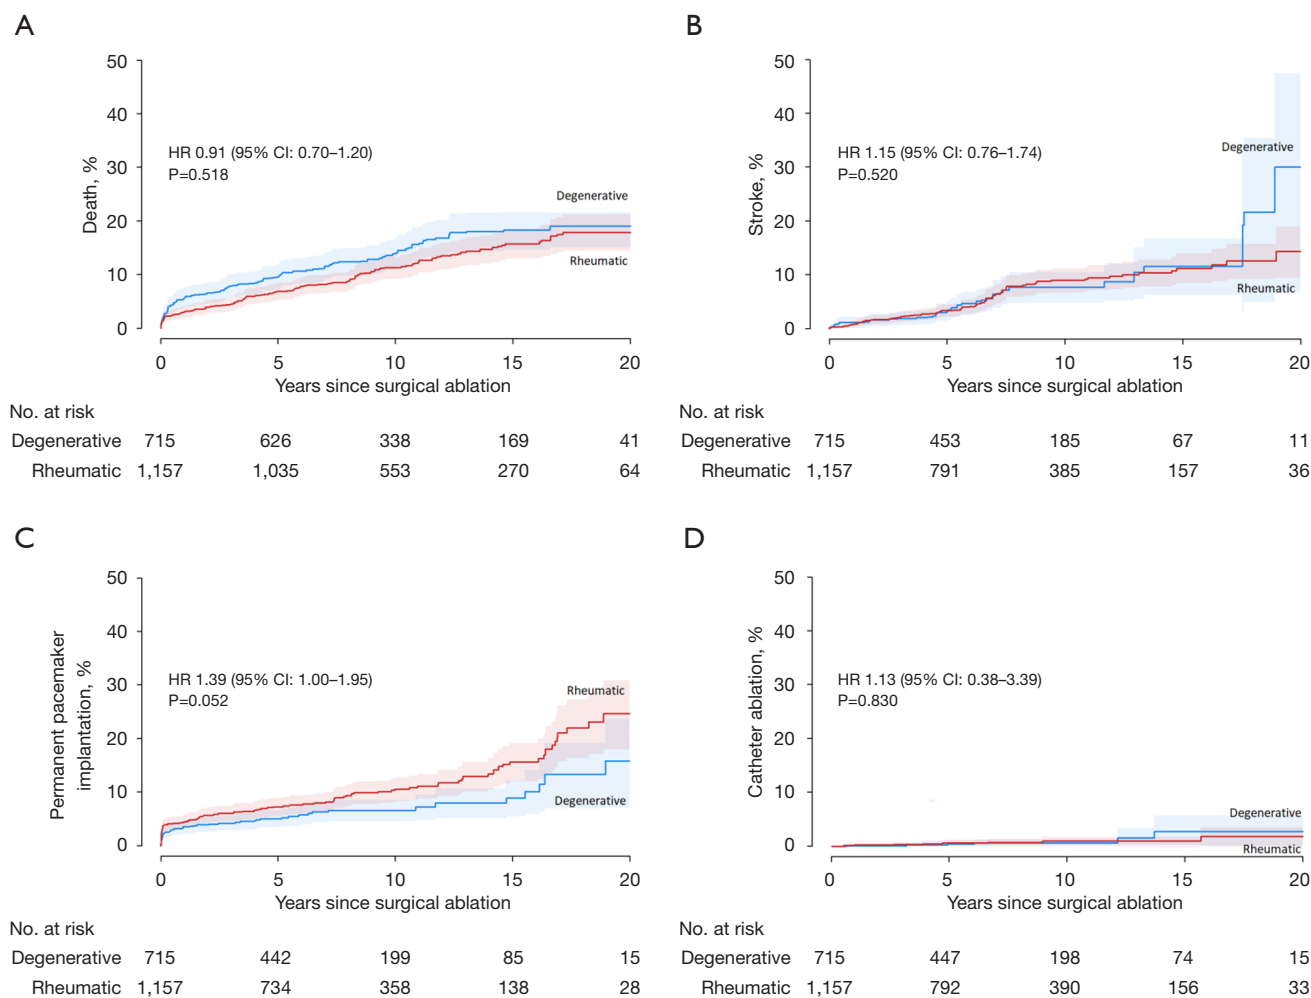 A
50
40
30
20
10
0
Death, %
HR 0.91 (95% CI: 0.70–1.20)
P=0.518
Degenerative
Rheumatic
0 5 10 15 20
Years since surgical ablation
No. at risk
Degenerative 715 626 338 169 41
Rheumatic 1,157 1,035 553 270 64
B
50
40
30
20
10
0
Stroke, %
HR 1.15 (95% CI: 0.76–1.74)
P=0.520
Degenerative
Rheumatic
0 5 10 15 20
Years since surgical ablation
No. at risk
Degenerative 715 453 185 67 11
Rheumatic 1,157 791 385 157 36
C
50
40
30
20
10
0
Permanent pacemaker
implantation, %
HR 1.39 (95% CI: 1.00–1.95)
P=0.052
Rheumatic
Degenerative
0 5 10 15 20
Years since surgical ablation
No. at risk
Degenerative 715 442 199 85 15
Rheumatic 1,157 734 358 138 28
D
50
40
30
20
10
0
Catheter ablation, %
HR 1.13 (95% CI: 0.38–3.39)
P=0.830
Degenerative
Rheumatic
0 5 10 15 20
Years since surgical ablation
No. at risk
Degenerative 715 447 198 74 15
Rheumatic 1,157 792 390 156 33